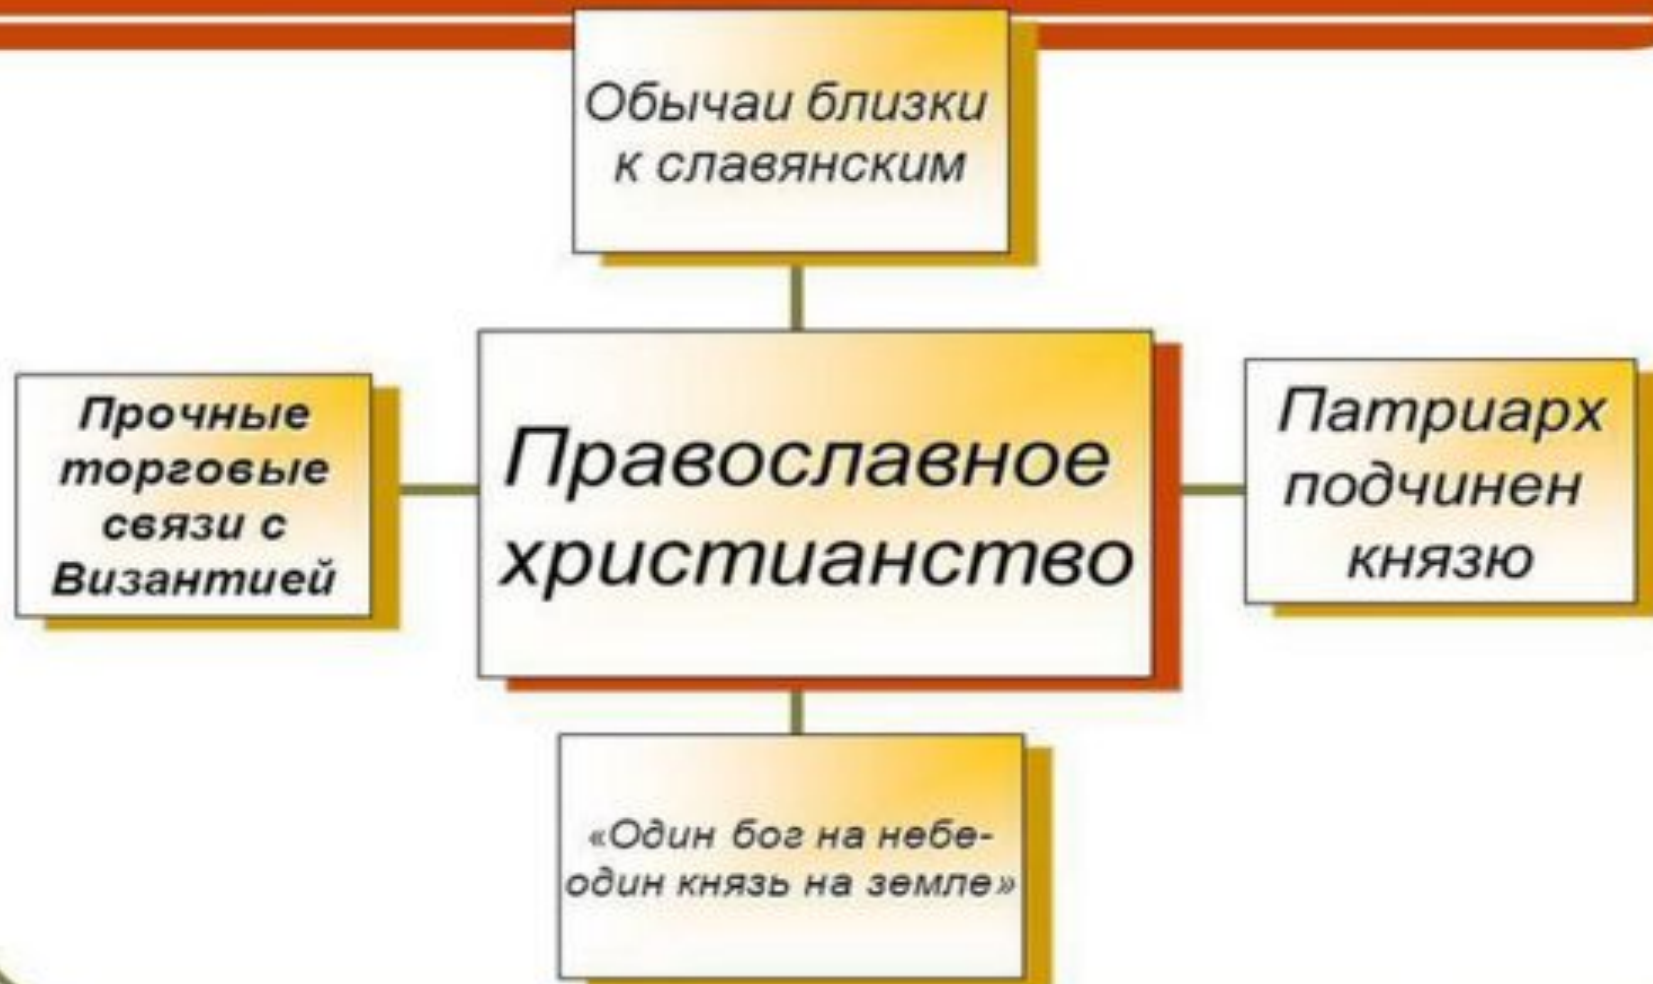 Обычаи близки
к славянским
Прочные
торговые
связи с
Византией
Православное
христианство
Патриарх
подчинен
князю
«Один бог на небе-
один князь на земле»